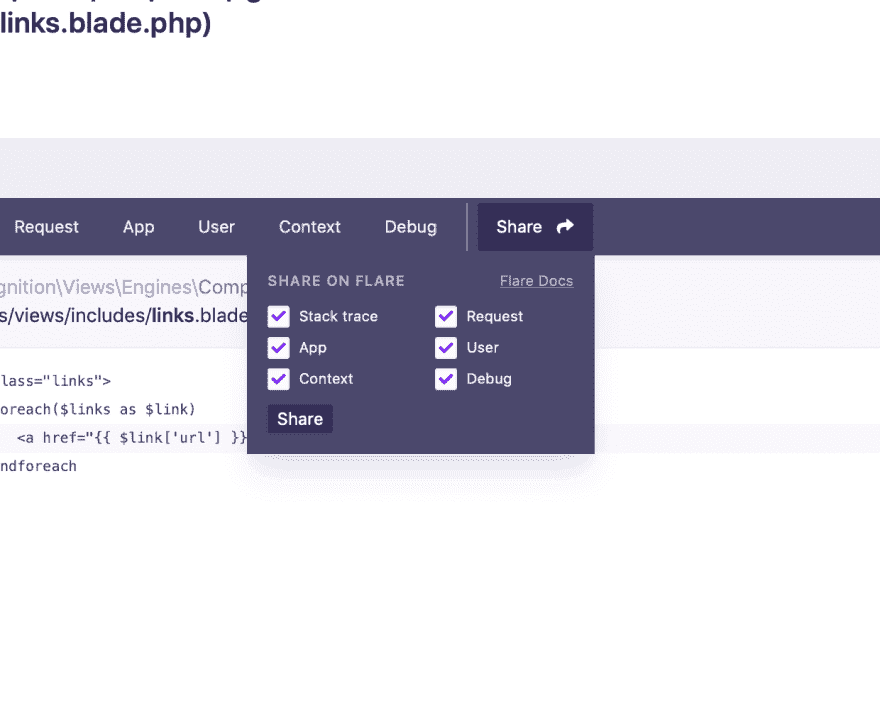 links.blade.php)
Request App User Context Debug Share
gnition\Views\Engines\Comp
s/views/includes/links.blade
SHARE ON FLARE Flare Docs
Stack trace Request
App User
Context Debug
Share
lass="links">
oreach($links as $link)
<a href="{{ $link['url'] }}
ndforeach